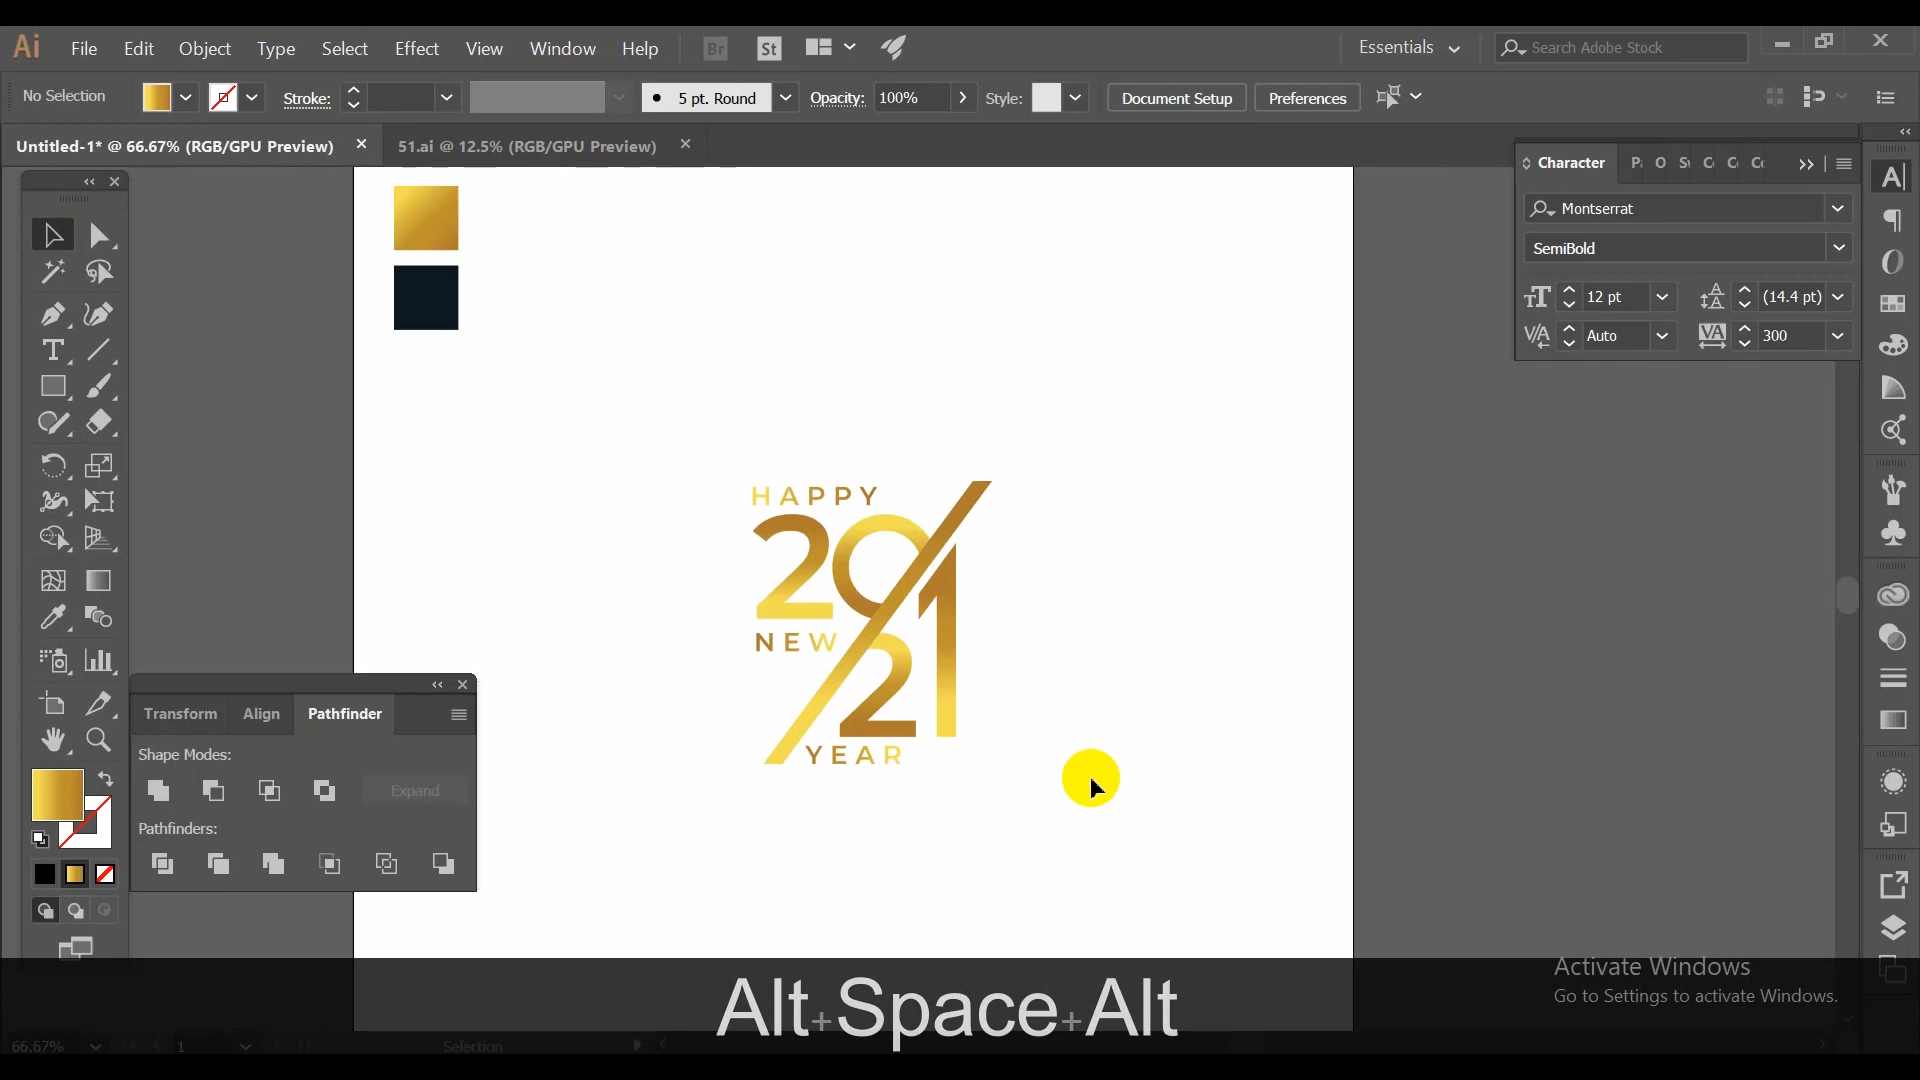 Ai File Edit Object Type Select Effect View Window Help Br St Essentials Search Adobe Stock
No Selection Stroke: 5 pt. Round Opacity: 100% Style: Document Setup Preferences
Untitled-1* @ 66.67% (RGB/GPU Preview) 51.ai @ 12.5% (RGB/GPU Preview)
Character
Montserrat
SemiBold
12 pt (14.4 pt)
Auto 300
HAPPY
20
NEW
21
YEAR
Transform Align Pathfinder
Shape Modes:
Expand
Pathfinders:
Alt+Space+Alt
Activate Windows
Go to Settings to activate Windows.
66.67% 1 Selection